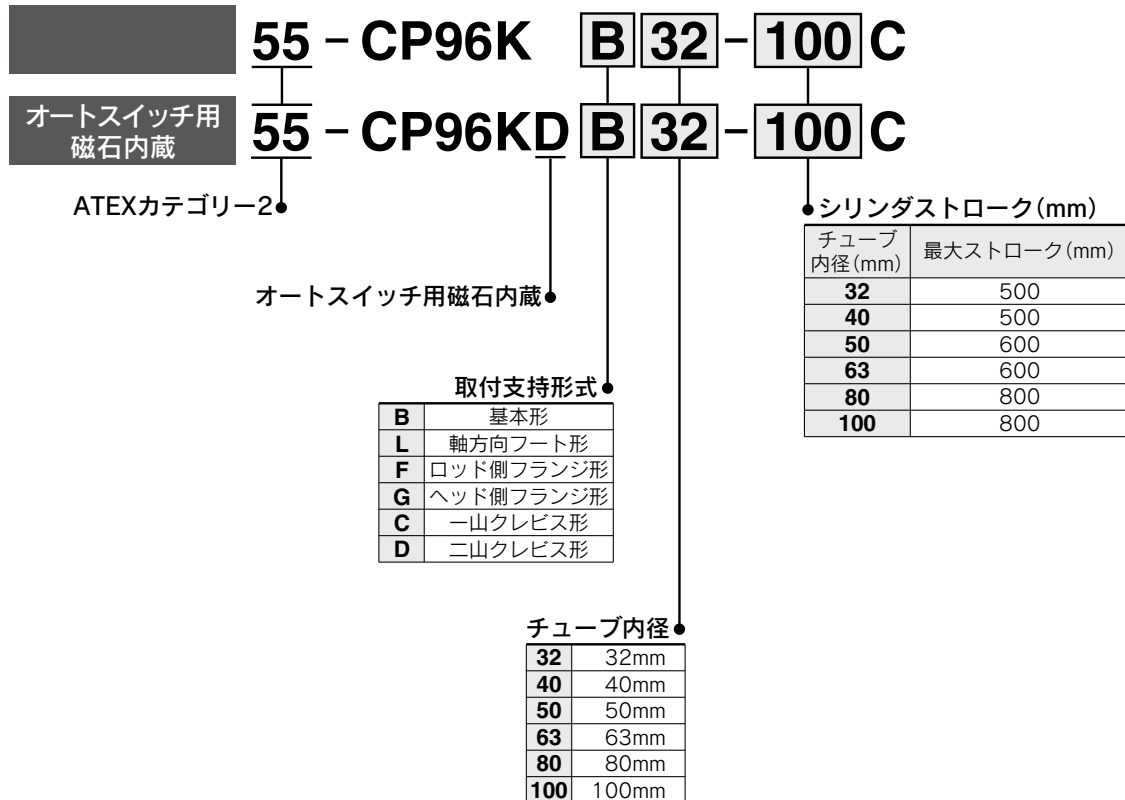 55-CP96K B 32-100 C
オートスイッチ用
磁石内蔵
55-CP96KD B 32-100 C
ATEXカテゴリー2
シリンダストローク(mm)
チューブ内径(mm) 最大ストローク(mm)
32 500
40 500
50 600
63 600
80 800
100 800
オートスイッチ用磁石内蔵
取付支持形式
B 基本形
L 軸方向フート形
F ロッド側フランジ形
G ヘッド側フランジ形
C 一山クレビス形
D 二山クレビス形
チューブ内径
32 32mm
40 40mm
50 50mm
63 63mm
80 80mm
100 100mm